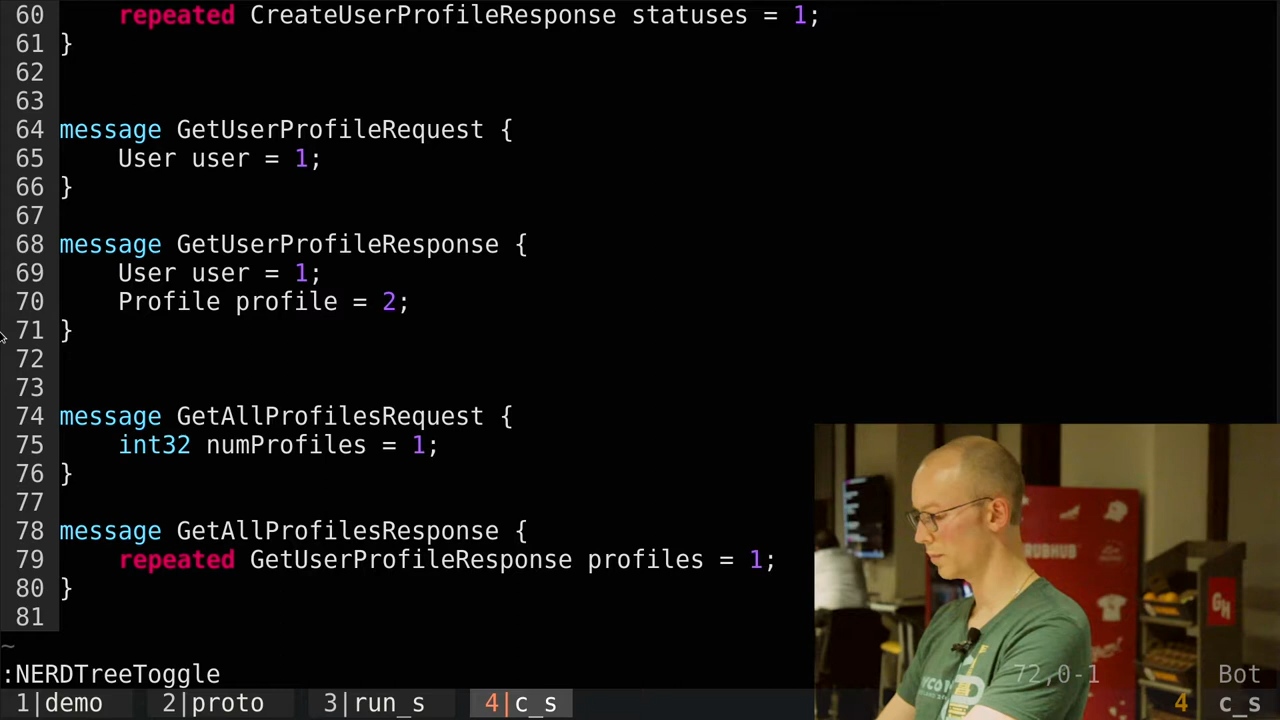 60 repeated CreateUserProfileResponse statuses = 1;
61 }
62
63
64 message GetUserProfileRequest {
65 User user = 1;
66 }
67
68 message GetUserProfileResponse {
69 User user = 1;
70 Profile profile = 2;
71 }
72
73
74 message GetAllProfilesRequest {
75 int32 numProfiles = 1;
76 }
77
78 message GetAllProfilesResponse {
79 repeated GetUserProfileResponse profiles = 1;
80 }
81
~
:NERDTreeToggle
72,0-1 Bot
1|demo 2|proto 3|run_s 4|c_s 4 c_s
RUBHUB
GH